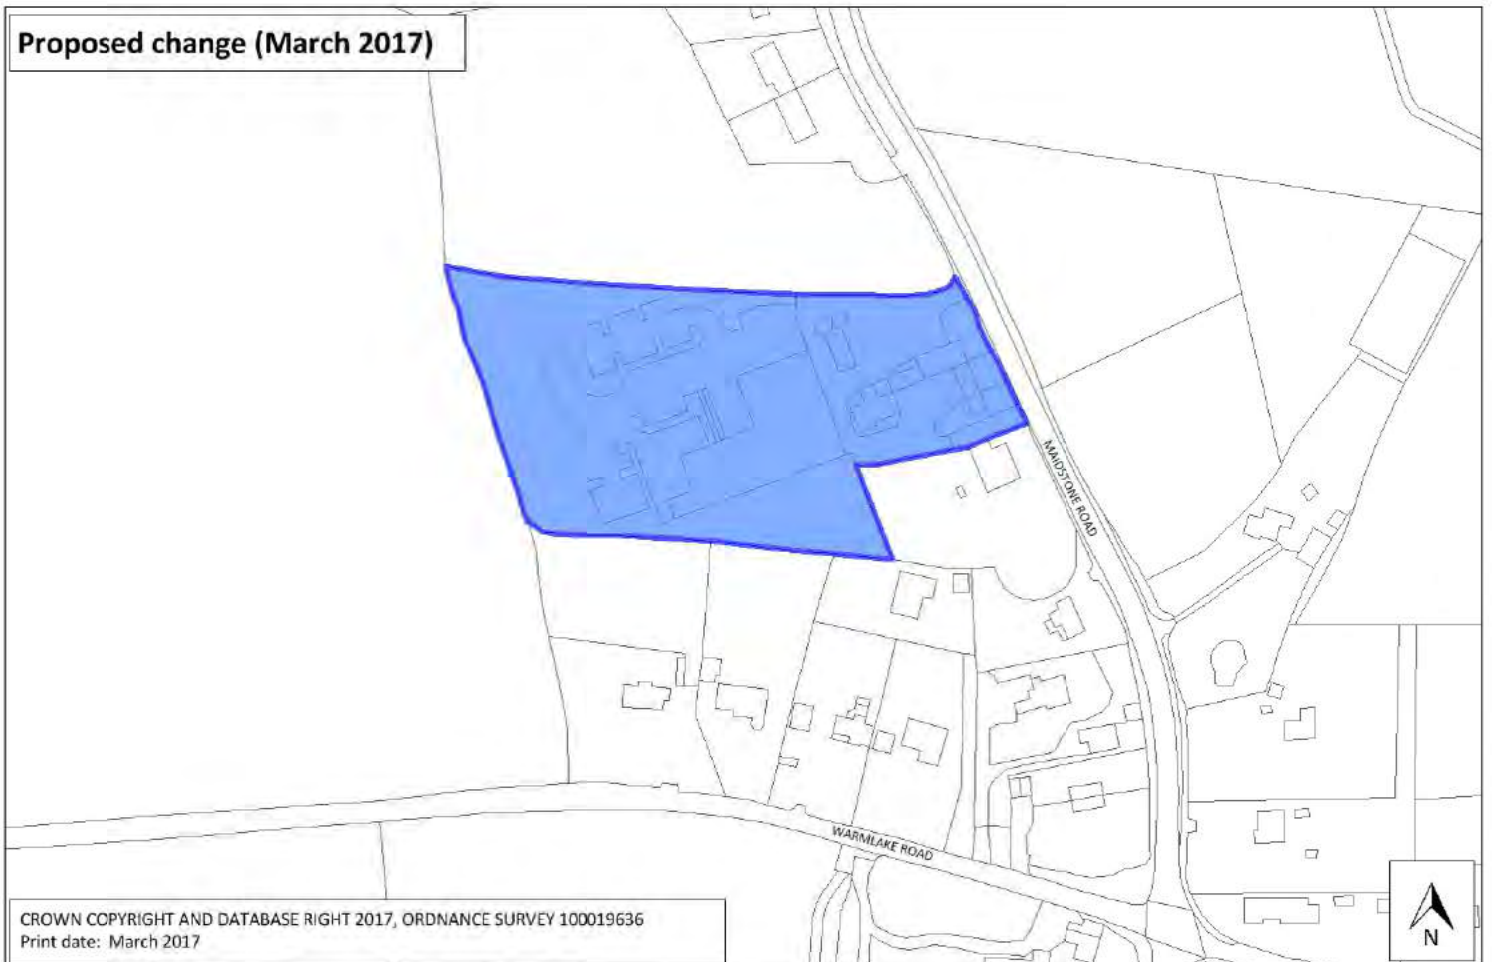 Proposed change (March 2017)
MAIDSTONE ROAD
WARMLAKE ROAD
CROWN COPYRIGHT AND DATABASE RIGHT 2017, ORDNANCE SURVEY 100019636
Print date: March 2017
N